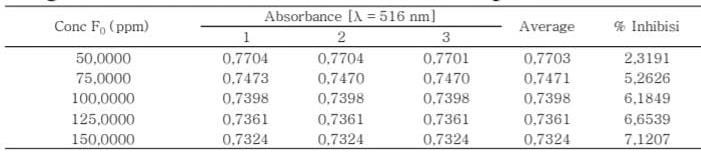 Conc F₀ (ppm) Absorbance [λ = 516 nm] Average % Inhibisi
1 2 3
50,0000 0,7704 0,7704 0,7701 0,7703 2,3191
75,0000 0,7473 0,7470 0,7470 0,7471 5,2626
100,0000 0,7398 0,7398 0,7398 0,7398 6,1849
125,0000 0,7361 0,7361 0,7361 0,7361 6,6539
150,0000 0,7324 0,7324 0,7324 0,7324 7,1207